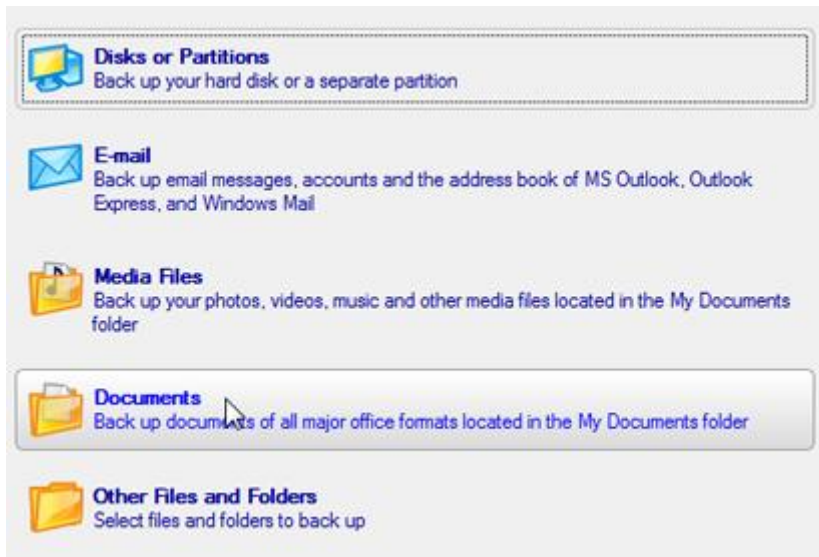 Disks or Partitions
Back up your hard disk or a separate partition
E-mail
Back up email messages, accounts and the address book of MS Outlook, Outlook
Express, and Windows Mail
Media Files
Back up your photos, videos, music and other media files located in the My Documents
folder
Documents
Back up documents of all major office formats located in the My Documents folder
Other Files and Folders
Select files and folders to back up